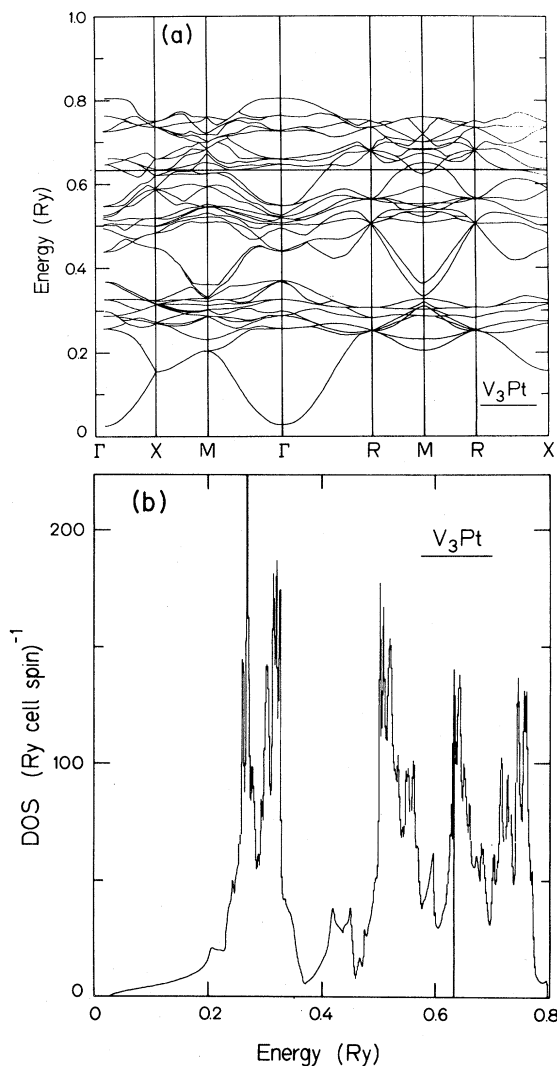 (a)
1.0
0.8
0.6
0.4
0.2
0
Energy (Ry)
V₃Pt
Γ X M Γ R M R X
(b)
V₃Pt
200
100
0
DOS (Ry cell spin)⁻¹
0 0.2 0.4 0.6 0.8
Energy (Ry)